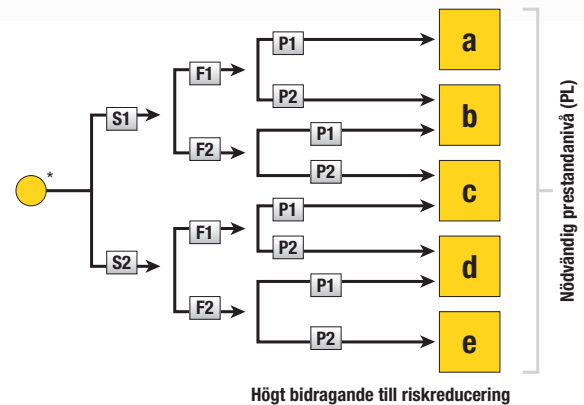 P1
a
F1
P2
b
S1
P1
F2
P2
c
*
P1
F1
P2
d
S2
P1
F2
P2
e
Högt bidragande till riskreducering
Nödvändig prestandanivå (PL)